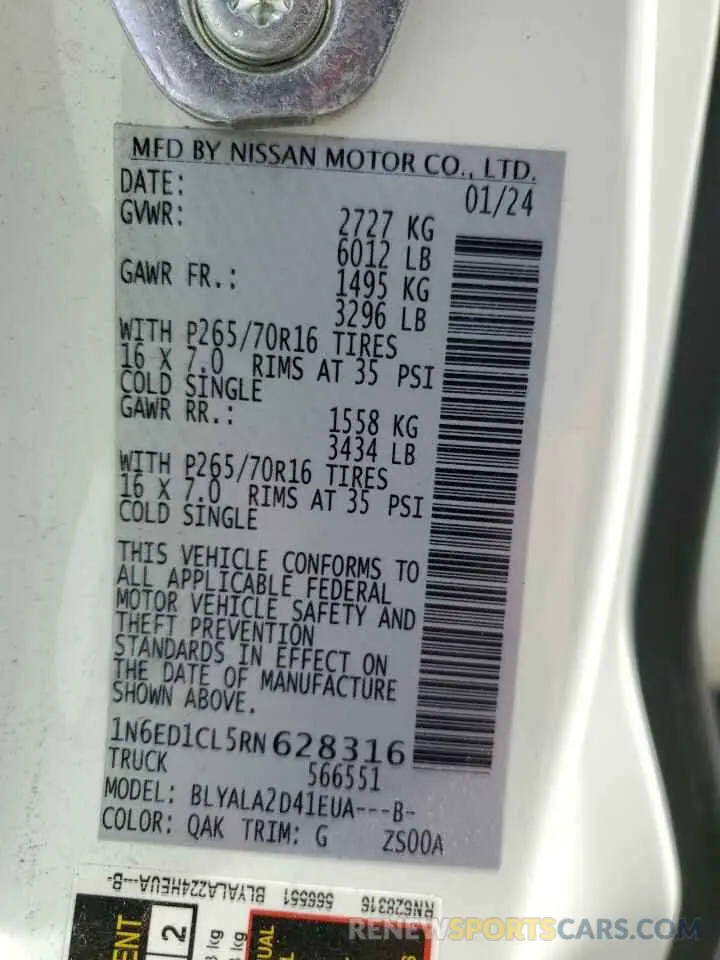 MFD BY NISSAN MOTOR CO., LTD.
DATE: 01/24
GVWR: 2727 KG
6012 LB
GAWR FR.: 1495 KG
3296 LB
WITH P265/70R16 TIRES
16 X 7.0 RIMS AT 35 PSI
COLD SINGLE
GAWR RR.: 1558 KG
3434 LB
WITH P265/70R16 TIRES
16 X 7.0 RIMS AT 35 PSI
COLD SINGLE
THIS VEHICLE CONFORMS TO
ALL APPLICABLE FEDERAL
MOTOR VEHICLE SAFETY AND
THEFT PREVENTION
STANDARDS IN EFFECT ON
THE DATE OF MANUFACTURE
SHOWN ABOVE.
1N6ED1CL5RN628316
TRUCK 566551
MODEL: BLYALA2D41EUA---B-
COLOR: QAK TRIM: G ZS00A
RN628316 566551 BLYALAZZ4HEUA---B-
2
kg
kg
RENEWSPORTSCARS.COM